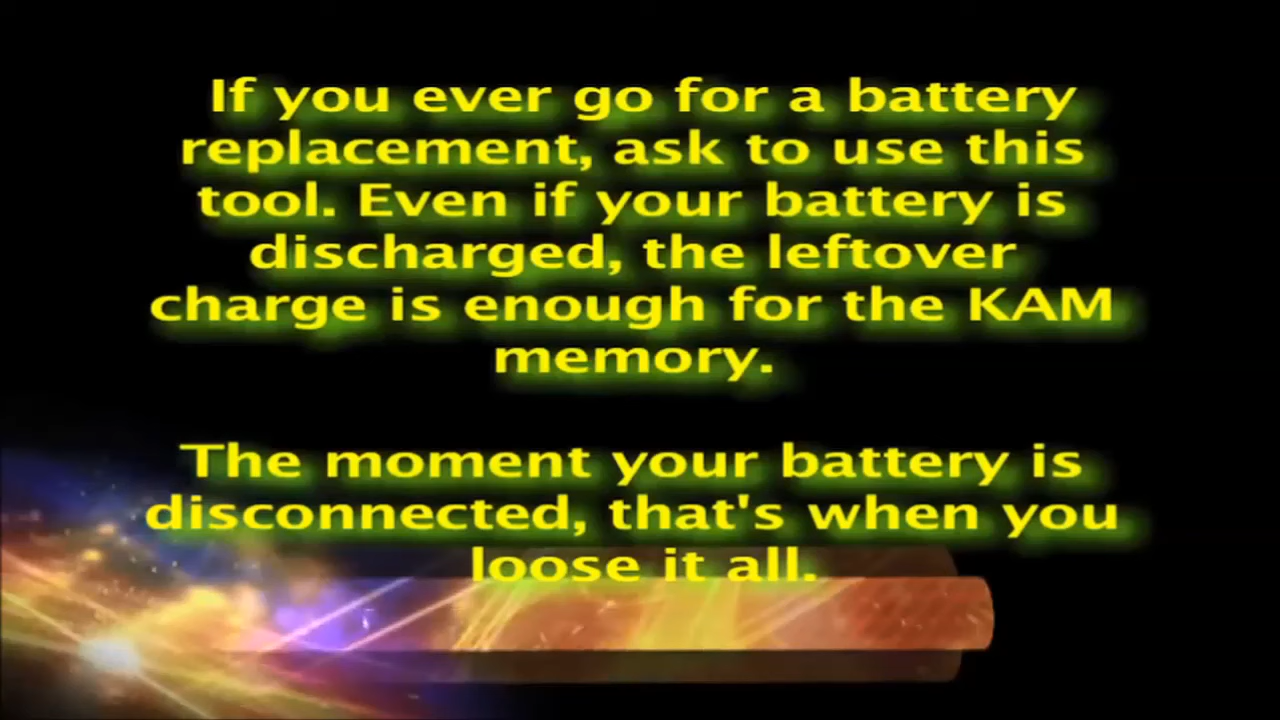 If you ever go for a battery
replacement, ask to use this
tool. Even if your battery is
discharged, the leftover
charge is enough for the KAM
memory.
The moment your battery is
disconnected, that's when you
loose it all.